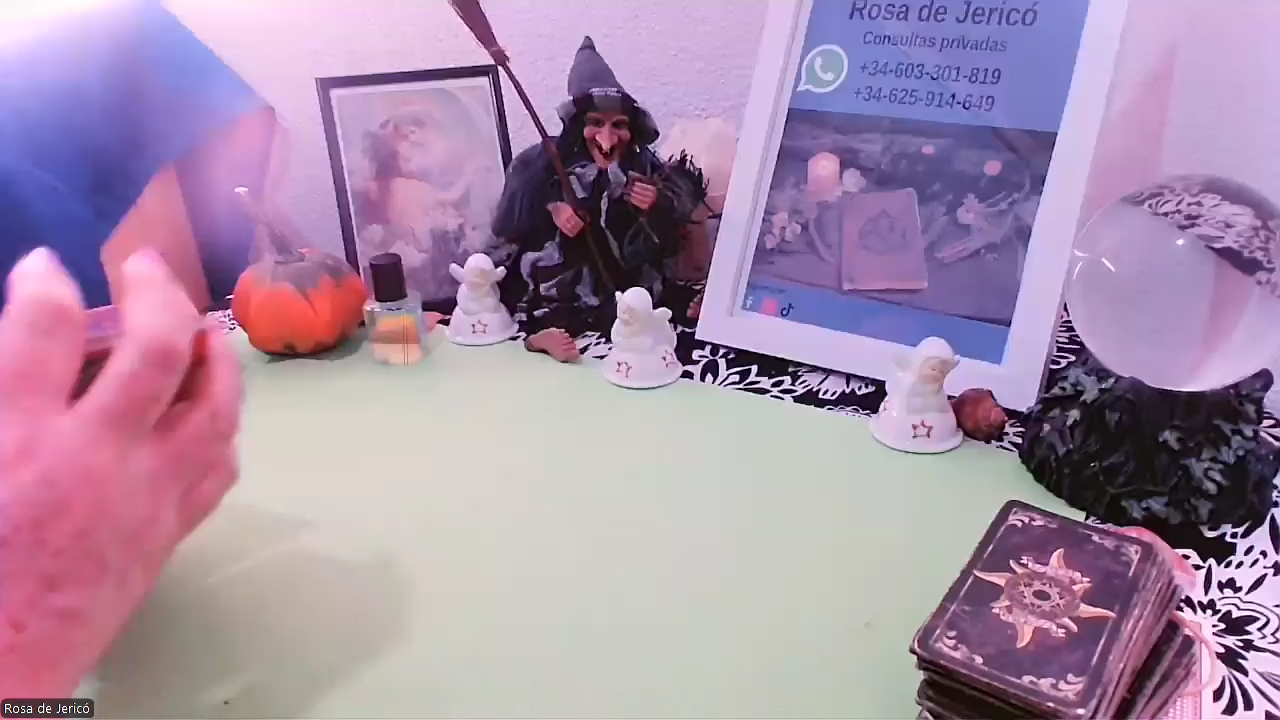 Rosa de Jericó
Consultas privadas
+34-603-301-819
+34-625-914-649
Rosa de Jericó